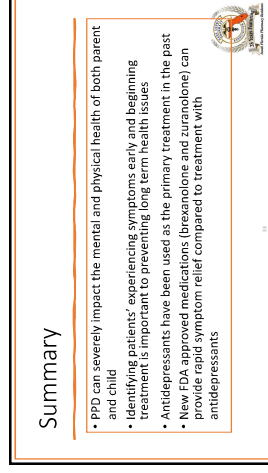 Summary
• PPD can severely impact the mental and physical health of both parent
and child
• Identifying patients' experiencing symptoms early and beginning
treatment is important to preventing long term health issues
• Antidepressants have been used as the primary treatment in the past
• New FDA approved medications (brexanolone and zuranolone) can
provide rapid symptom relief compared to treatment with
antidepressants